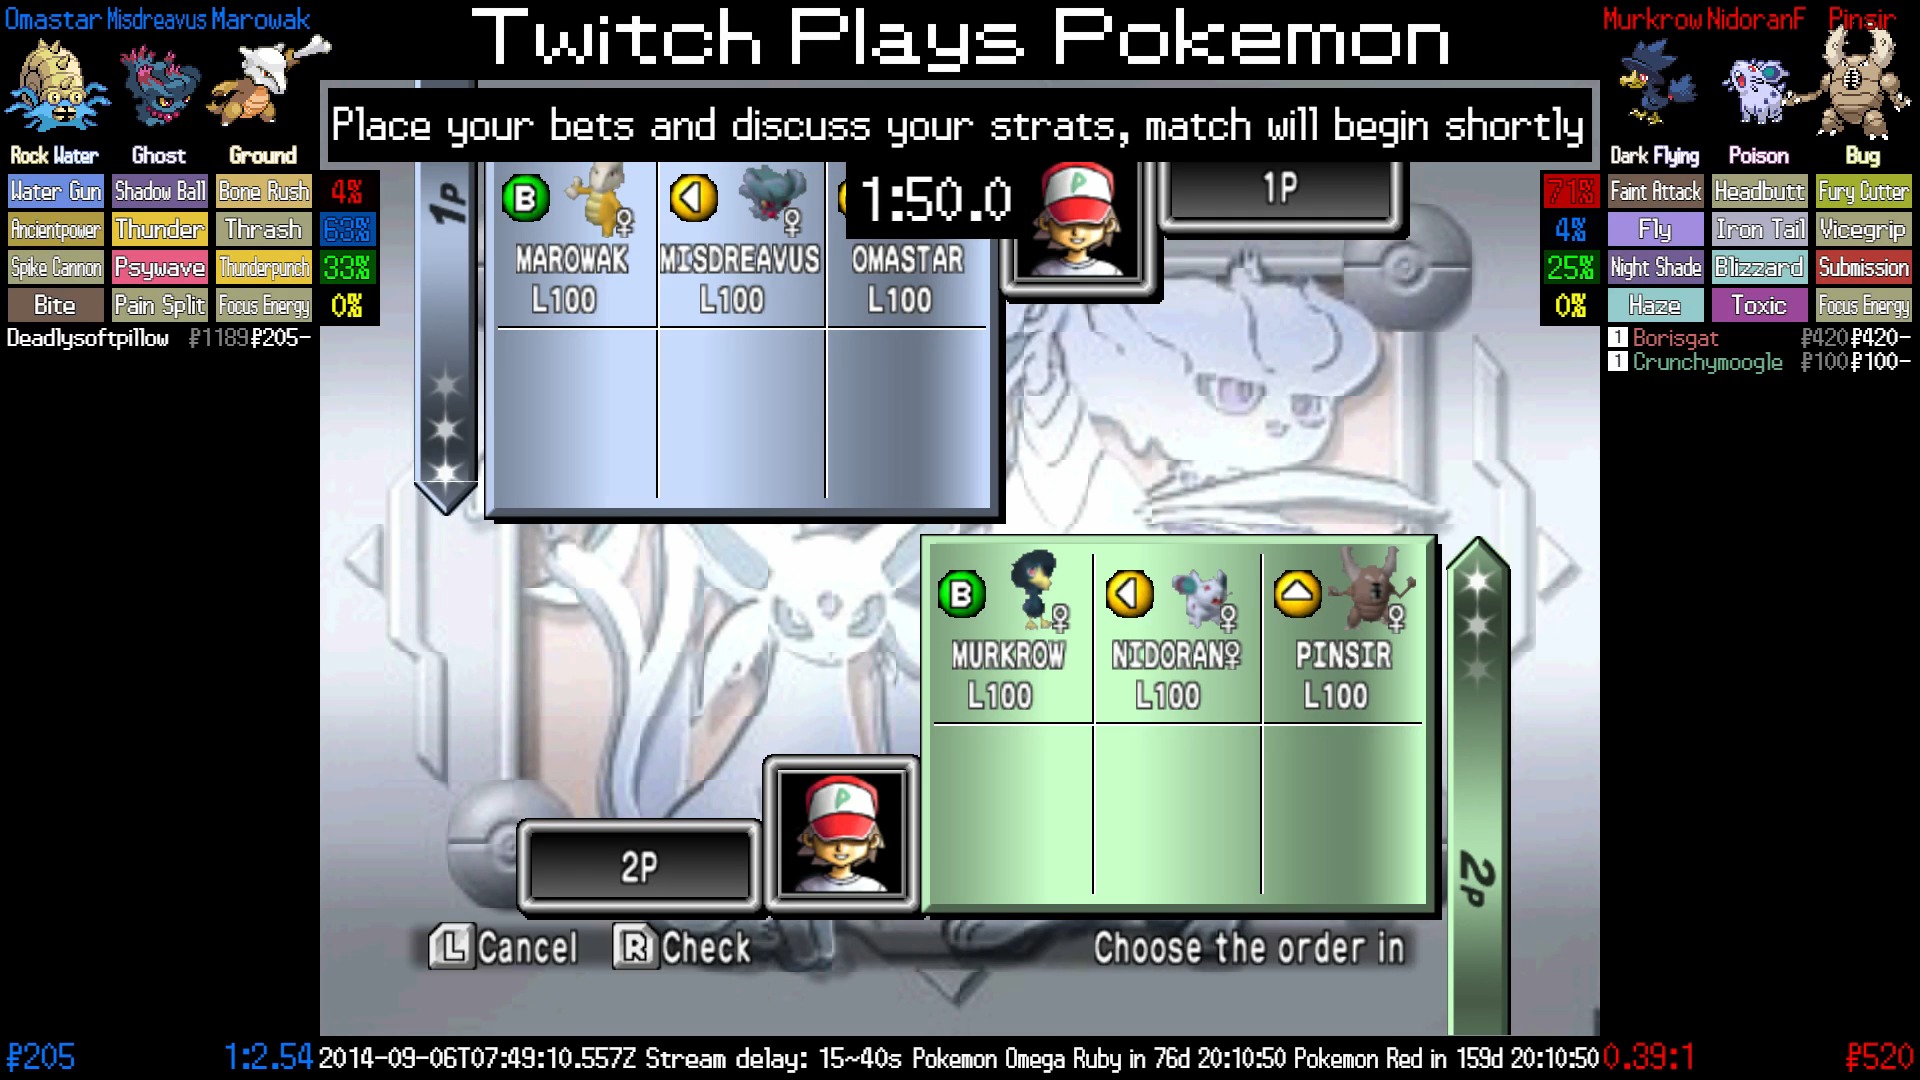 Omastar Misdreavus Marowak
Twitch Plays Pokemon
Murkrow NidoranF Pinsir
Place your bets and discuss your strats, match will begin shortly
Rock Water Ghost Ground
Water Gun Shadow Ball Bone Rush 4%
Ancientpower Thunder Thrash 63%
Spike Cannon Psywave Thunderpunch 33%
Bite Pain Split Focus Energy 0%
Deadlysoftpillow ₽1189 ₽205-
Dark Flying Poison Bug
71% Faint Attack Headbutt Fury Cutter
4% Fly Iron Tail Vicegrip
25% Night Shade Blizzard Submission
0% Haze Toxic Focus Energy
1 Borisgat ₽420 ₽420-
1 Crunchymoogle ₽100 ₽100-
1P
B
1:50.0
P
1P
MAROWAK♀ MISDREAVUS♀ OMASTAR
L100 L100 L100
B
MURKROW♀ NIDORAN♀ PINSIR♀
L100 L100 L100
2P
P
2P
L Cancel R Check Choose the order in
₽205 1:2.54 2014-09-06T07:49:10.557Z Stream delay: 15~40s Pokemon Omega Ruby in 76d 20:10:50 Pokemon Red in 159d 20:10:50 0.39:1 ₽520